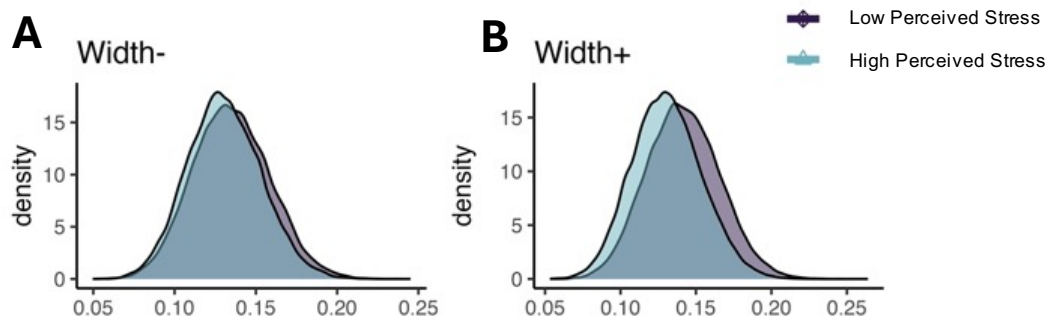 A
Width-
density
15
10
5
0
0.05 0.10 0.15 0.20 0.25
B
Width+
density
15
10
5
0
0.05 0.10 0.15 0.20 0.25
Low Perceived Stress
High Perceived Stress